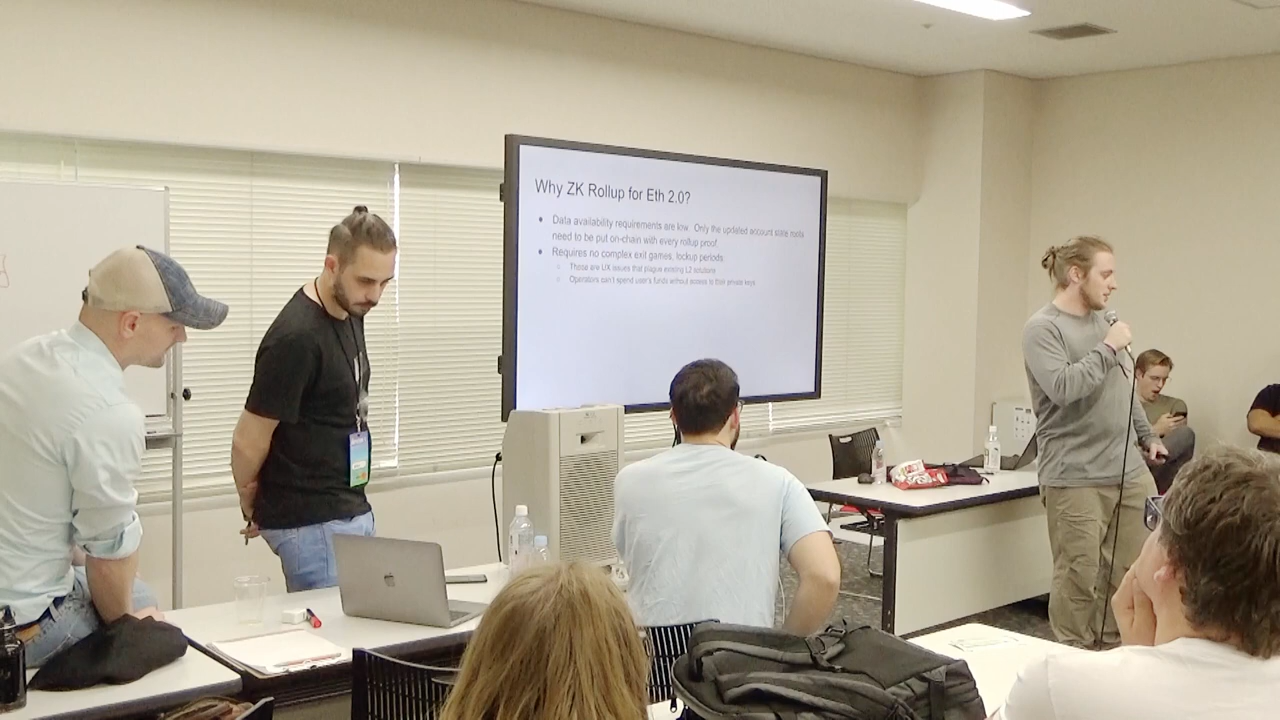 Why ZK Rollup for Eth 2.0?
Data availability requirements are low. Only the updated account state roots
need to be put on-chain with every rollup proof
Requires no complex exit games, lockup periods
These are UX issues that plague existing L2 solutions
Operators can't spend user's funds without access to their private keys